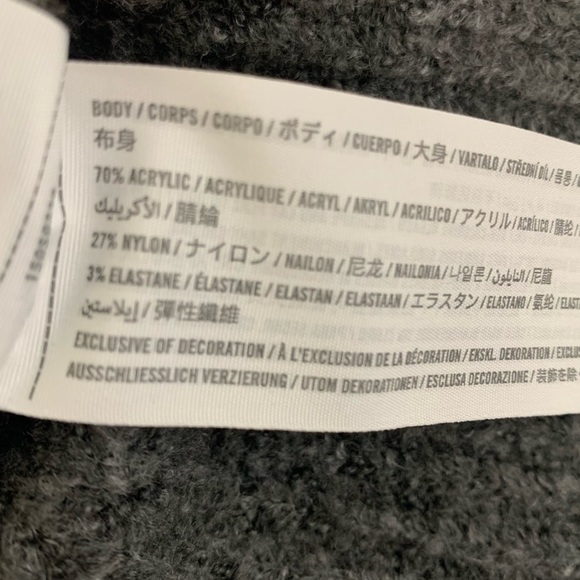 BODY / CORPS / CORPO / ボディ / CUERPO / 大身 / VARTALO / STŘEDNÍ DÍL / 몸통 /
布身
70% ACRYLIC / ACRYLIQUE / ACRYL / AKRYL / ACRILICO / アクリル / ACRÍLICO / 腈纶 /
الأكريليك / 腈綸
27% NYLON / ナイロン / NAILON / 尼龙 / NAILONIA / 나일론 / النايلون / 尼龍
3% ELASTANE / ÉLASTANE / ELASTAN / ELASTAAN / エラスタン / ELASTANO / 氨纶 /
إيلاستين / 彈性纖維
EXCLUSIVE OF DECORATION / À L'EXCLUSION DE LA DÉCORATION / EKSKL. DEKORATION /
AUSSCHLIESSLICH VERZIERUNG / UTOM DEKORATIONEN / ESCLUSA DECORAZIONE / 装飾を除く